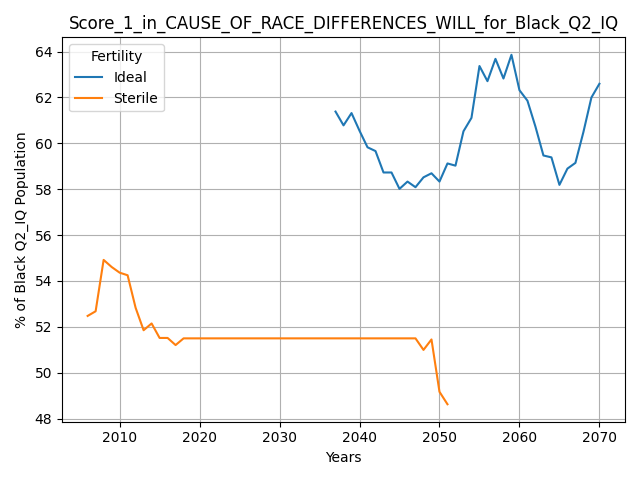 Score_1_in_CAUSE_OF_RACE_DIFFERENCES_WILL_for_Black_Q2_IQ
Fertility
Ideal
Sterile
% of Black Q2_IQ Population
64
62
60
58
56
54
52
50
48
2010
2020
2030
2040
2050
2060
2070
Years